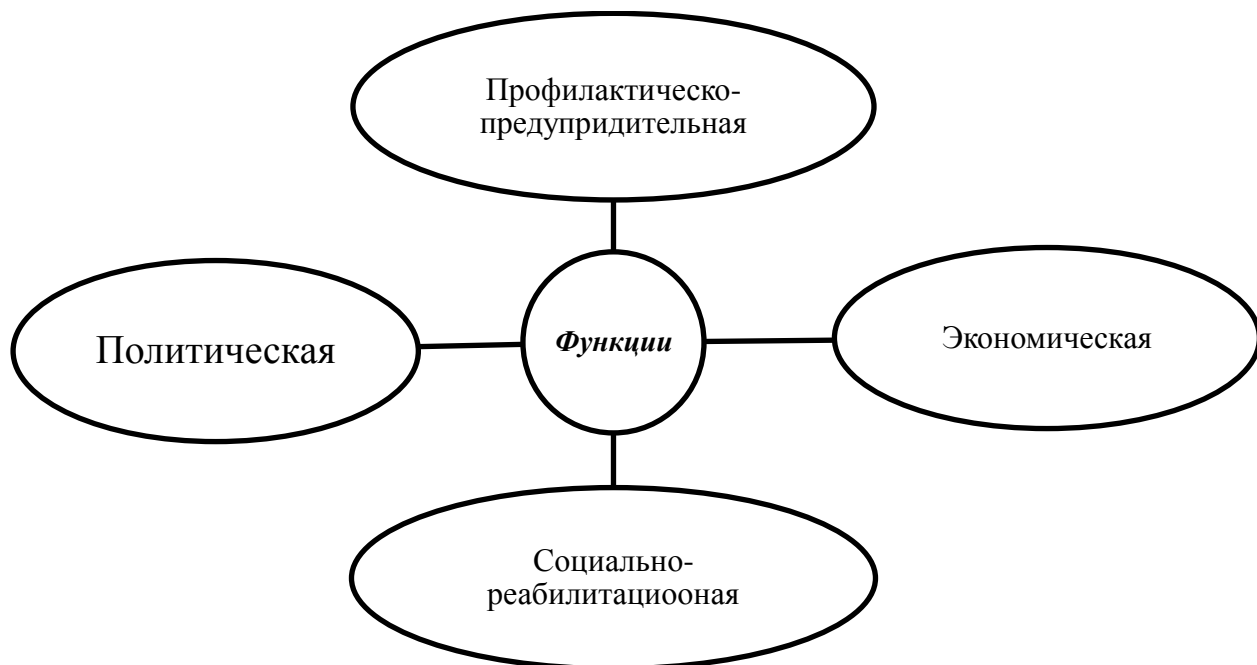 Профилактическо-
предупридительная
Политическая
Функции
Экономическая
Социально-
реабилитациооная